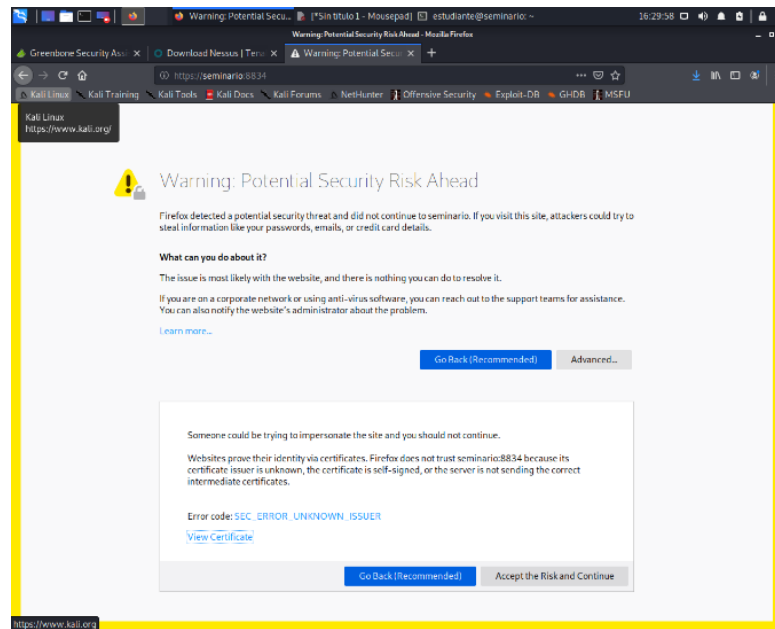 Warning: Potential Secu... [*Sin titulo 1 - Mousepad] estudiante@seminario: ~ 16:29:58
Warning: Potential Security Risk Ahead - Mozilla Firefox
Greenbone Security Assi Download Nessus | Tena Warning: Potential Secur
https://seminario:8834
Kali Linux Kali Training Kali Tools Kali Docs Kali Forums NetHunter Offensive Security Exploit-DB GHDB MSFU
Kali Linux
https://www.kali.org/
Warning: Potential Security Risk Ahead
Firefox detected a potential security threat and did not continue to seminario. If you visit this site, attackers could try to
steal information like your passwords, emails, or credit card details.
What can you do about it?
The issue is most likely with the website, and there is nothing you can do to resolve it.
If you are on a corporate network or using anti-virus software, you can reach out to the support teams for assistance.
You can also notify the website's administrator about the problem.
Learn more...
Go Back (Recommended) Advanced...
Someone could be trying to impersonate the site and you should not continue.
Websites prove their identity via certificates. Firefox does not trust seminario:8834 because its
certificate issuer is unknown, the certificate is self-signed, or the server is not sending the correct
intermediate certificates.
Error code: SEC_ERROR_UNKNOWN_ISSUER
View Certificate
Go Back (Recommended) Accept the Risk and Continue
https://www.kali.org